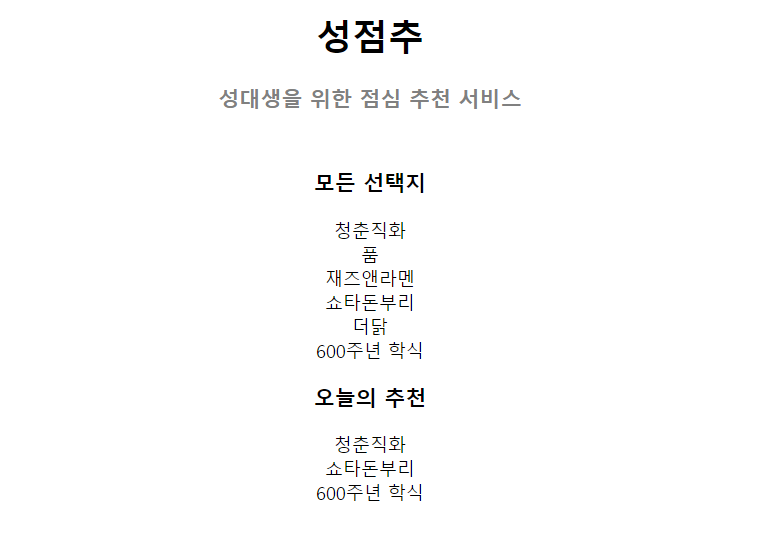 성점추
성대생을 위한 점심 추천 서비스
모든 선택지
청춘직화
품
재즈앤라멘
쇼타돈부리
더닭
600주년 학식
오늘의 추천
청춘직화
쇼타돈부리
600주년 학식